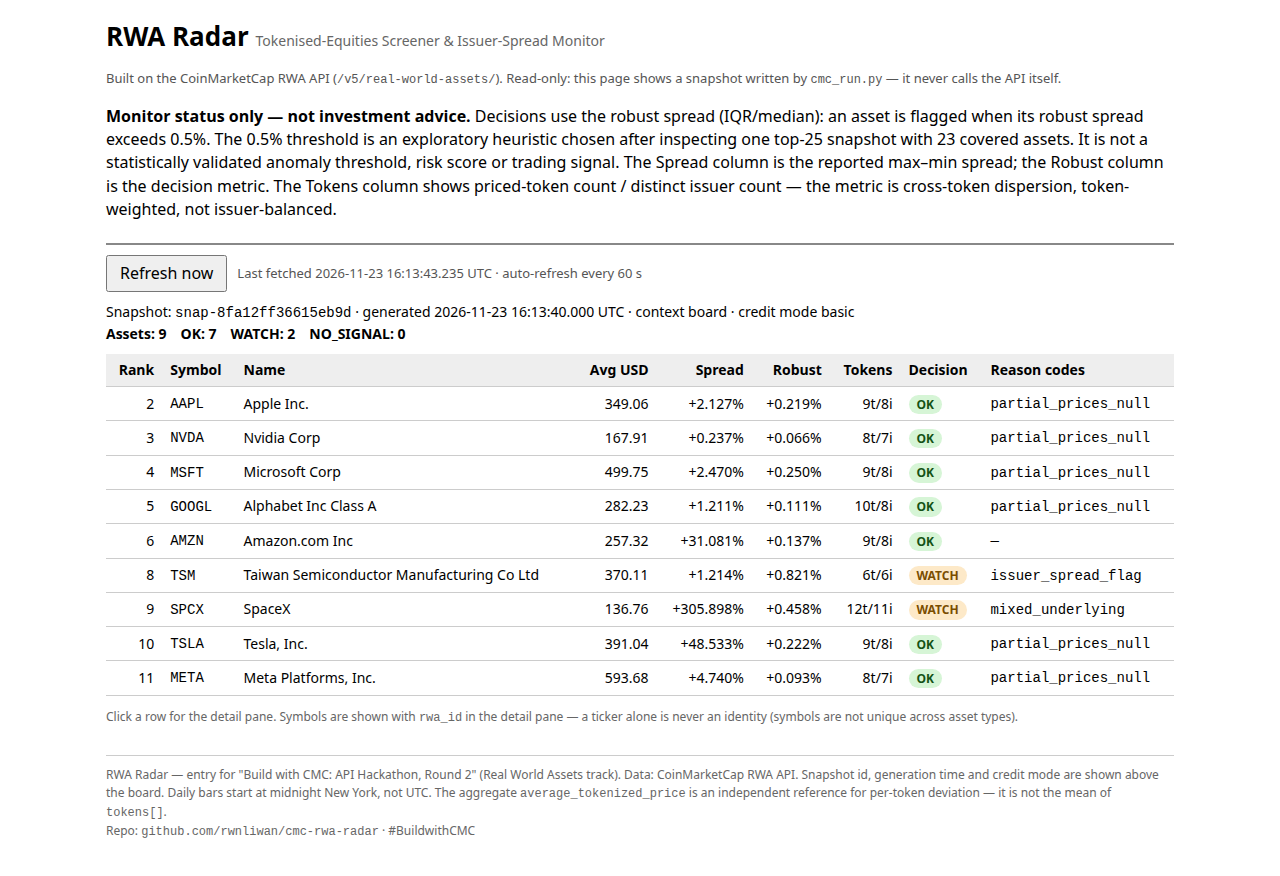 RWA Radar Tokenised-Equities Screener & Issuer-Spread Monitor
Built on the CoinMarketCap RWA API (/v5/real-world-assets/). Read-only: this page shows a snapshot written by cmc_run.py — it never calls the API itself.
Monitor status only — not investment advice. Decisions use the robust spread (IQR/median): an asset is flagged when its robust spread
exceeds 0.5%. The 0.5% threshold is an exploratory heuristic chosen after inspecting one top-25 snapshot with 23 covered assets. It is not a
statistically validated anomaly threshold, risk score or trading signal. The Spread column is the reported max–min spread; the Robust column
is the decision metric. The Tokens column shows priced-token count / distinct issuer count — the metric is cross-token dispersion, token-
weighted, not issuer-balanced.
Refresh now Last fetched 2026-11-23 16:13:43.235 UTC · auto-refresh every 60 s
Snapshot: snap-8fa12ff36615eb9d · generated 2026-11-23 16:13:40.000 UTC · context board · credit mode basic
Assets: 9 OK: 7 WATCH: 2 NO_SIGNAL: 0
Rank Symbol Name Avg USD Spread Robust Tokens Decision Reason codes
2 AAPL Apple Inc. 349.06 +2.127% +0.219% 9t/8i OK partial_prices_null
3 NVDA Nvidia Corp 167.91 +0.237% +0.066% 8t/7i OK partial_prices_null
4 MSFT Microsoft Corp 499.75 +2.470% +0.250% 9t/8i OK partial_prices_null
5 GOOGL Alphabet Inc Class A 282.23 +1.211% +0.111% 10t/8i OK partial_prices_null
6 AMZN Amazon.com Inc 257.32 +31.081% +0.137% 9t/8i OK —
8 TSM Taiwan Semiconductor Manufacturing Co Ltd 370.11 +1.214% +0.821% 6t/6i WATCH issuer_spread_flag
9 SPCX SpaceX 136.76 +305.898% +0.458% 12t/11i WATCH mixed_underlying
10 TSLA Tesla, Inc. 391.04 +48.533% +0.222% 9t/8i OK partial_prices_null
11 META Meta Platforms, Inc. 593.68 +4.740% +0.093% 8t/7i OK partial_prices_null
Click a row for the detail pane. Symbols are shown with rwa_id in the detail pane — a ticker alone is never an identity (symbols are not unique across asset types).
RWA Radar — entry for "Build with CMC: API Hackathon, Round 2" (Real World Assets track). Data: CoinMarketCap RWA API. Snapshot id, generation time and credit mode are shown above
the board. Daily bars start at midnight New York, not UTC. The aggregate average_tokenized_price is an independent reference for per-token deviation — it is not the mean of
tokens[].
Repo: github.com/rwnliwan/cmc-rwa-radar · #BuildwithCMC